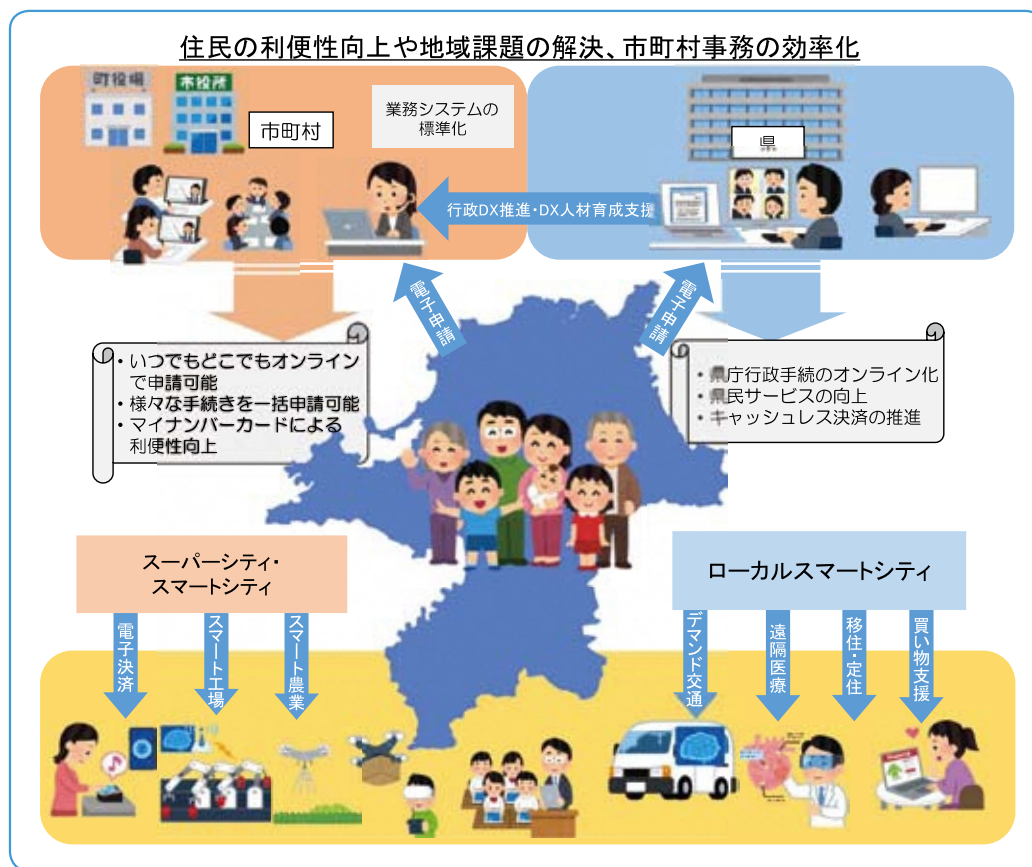 住民の利便性向上や地域課題の解決、市町村事務の効率化
町役場
市役所
市町村
業務システムの
標準化
県
行政DX推進・DX人材育成支援
電子申請
電子申請
・いつでもどこでもオンライン
で申請可能
・様々な手続きを一括申請可能
・マイナンバーカードによる
利便性向上
・県庁行政手続のオンライン化
・県民サービスの向上
・キャッシュレス決済の推進
スーパーシティ・
スマートシティ
ローカルスマートシティ
電子決済
スマート工場
スマート農業
デマンド交通
遠隔医療
移住・定住
買い物支援